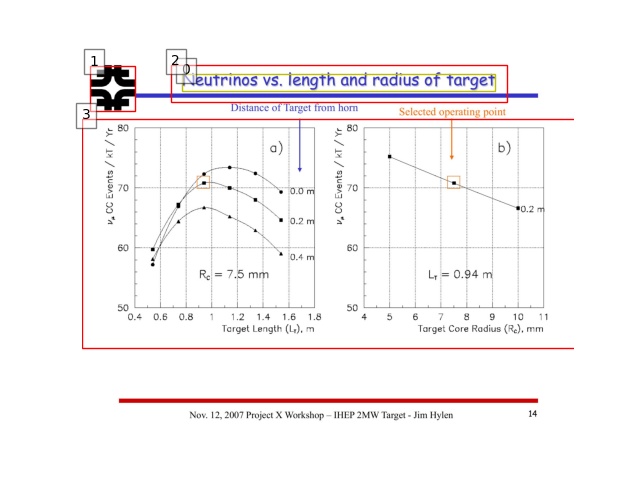 1
2
0
Neutrinos vs. length and radius of target
3
Distance of Target from horn
Selected operating point
80
70
60
50
ν_μ CC Events / kT / Yr
a)
0.0 m
0.2 m
0.4 m
R_C = 7.5 mm
0.4 0.6 0.8 1 1.2 1.4 1.6 1.8
Target Length (L_T), m
80
70
60
50
ν_μ CC Events / kT / Yr
b)
0.2 m
L_T = 0.94 m
4 5 6 7 8 9 10 11
Target Core Radius (R_C), mm
Nov. 12, 2007 Project X Workshop – IHEP 2MW Target - Jim Hylen
14